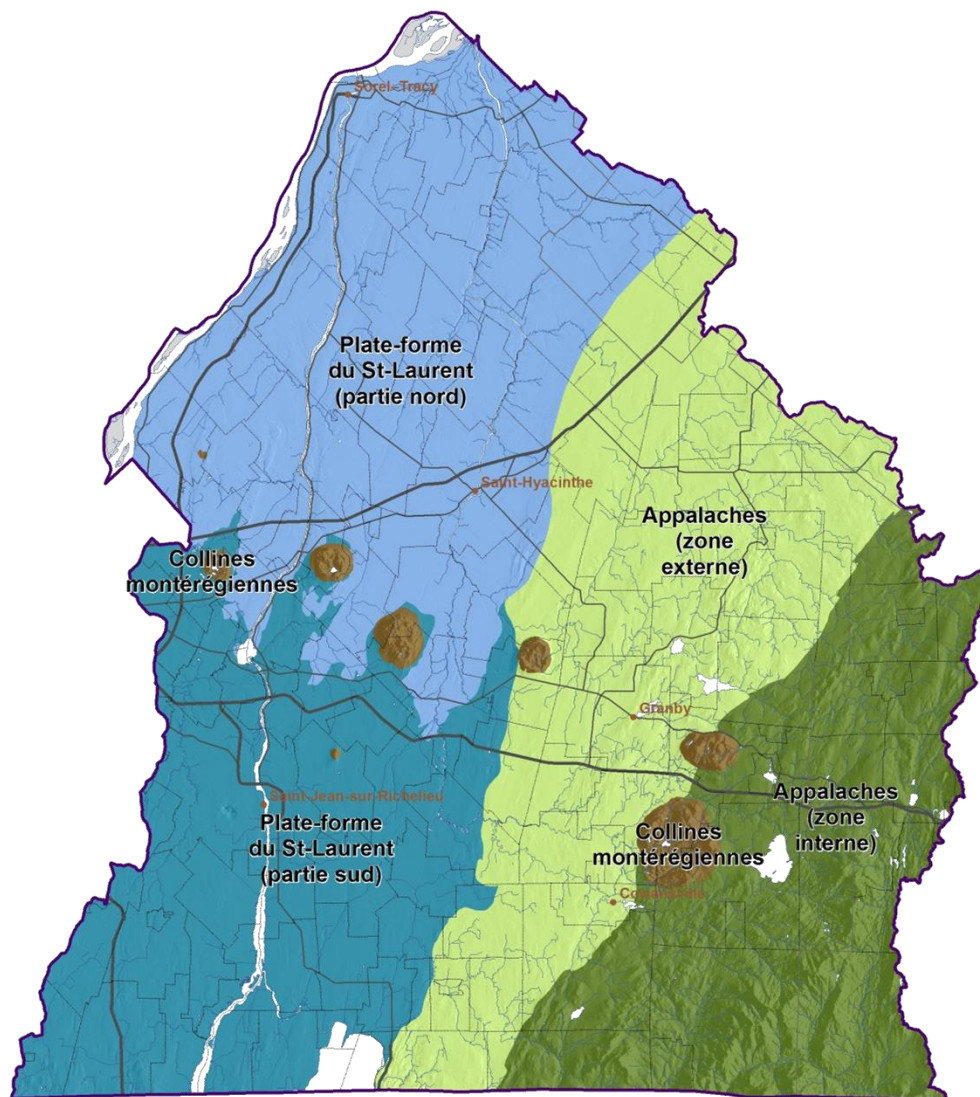 Sorel-Tracy
Plate-forme
du St-Laurent
(partie nord)
Saint-Hyacinthe
Appalaches
(zone
externe)
Collines
montérégiennes
Granby
Appalaches
(zone
interne)
Saint-Jean-sur-Richelieu
Plate-forme
du St-Laurent
(partie sud)
Collines
montérégiennes